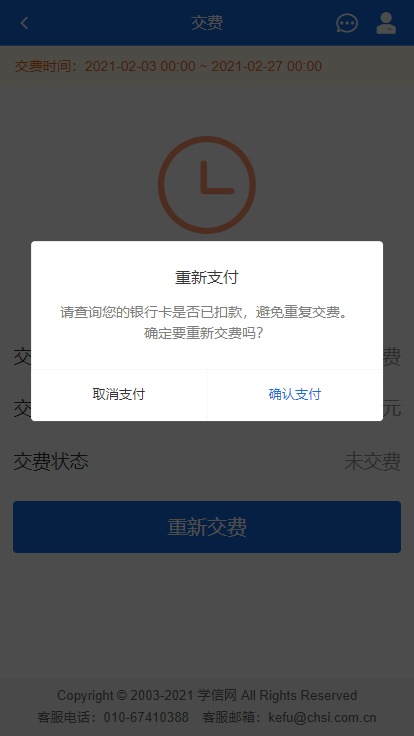 交费
交费时间：2021-02-03 00:00 ~ 2021-02-27 00:00
重新支付
请查询您的银行卡是否已扣款，避免重复交费。
确定要重新交费吗？
取消支付 确认支付
交 费
交 元
交费状态 未交费
重新交费
Copyright © 2003-2021 学信网 All Rights Reserved
客服电话：010-67410388 客服邮箱：kefu@chsi.com.cn